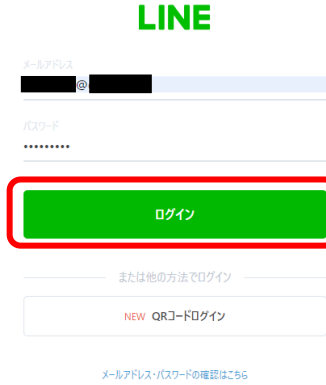 LINE
メールアドレス
@
パスワード
•••••••••
ログイン
または他の方法でログイン
NEW QRコードログイン
メールアドレス・パスワードの確認はこちら